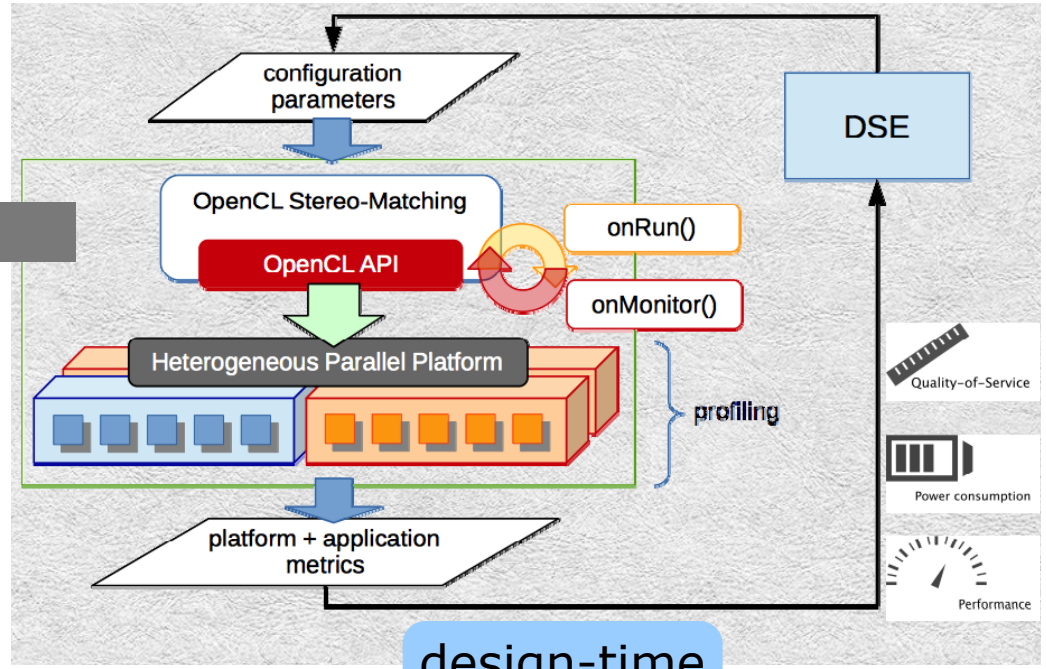 configuration
parameters
DSE
OpenCL Stereo-Matching
OpenCL API
onRun()
onMonitor()
Heterogeneous Parallel Platform
profiling
Quality-of-Service
Power consumption
platform + application
metrics
Performance
design-time